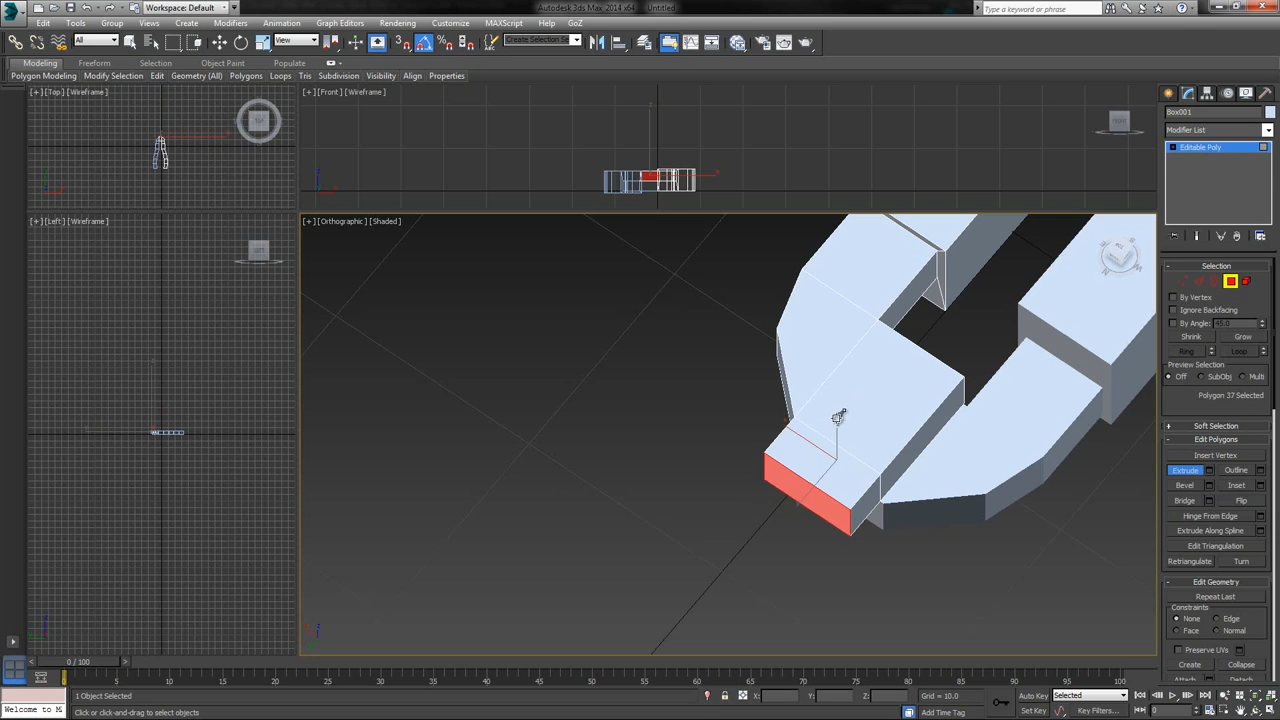 Workspace: Default
Autodesk 3ds Max 2014 x64    Untitled
Type a keyword or phrase
Edit Tools Group Views Create Modifiers Animation Graph Editors Rendering Customize MAXScript Help GoZ
All View Create Selection Se
Modeling Freeform Selection Object Paint Populate
Polygon Modeling Modify Selection Edit Geometry (All) Polygons Loops Tris Subdivision Visibility Align Properties
[+] [Top] [Wireframe]
[+] [Front] [Wireframe]
[+] [Left] [Wireframe]
[+] [Orthographic] [Shaded]
Box001
Modifier List
Editable Poly
Selection
By Vertex
Ignore Backfacing
By Angle: 45.0
Shrink Grow
Ring Loop
Preview Selection
Off SubObj Multi
Polygon 37 Selected
Soft Selection
Edit Polygons
Insert Vertex
Extrude Outline
Bevel Inset
Bridge Flip
Hinge From Edge
Extrude Along Spline
Edit Triangulation
Retriangulate Turn
Edit Geometry
Repeat Last
Constraints
None Edge
Face Normal
Preserve UVs
Create Collapse
Attach Detach
0 / 100
0 5 10 15 20 25 30 35 40 45 50 55 60 65 70 75 80 85 90 95 100
1 Object Selected X: Y: Z: Grid = 10.0 Auto Key Selected
Welcome to M Click or click-and-drag to select objects Add Time Tag Set Key Key Filters... 0